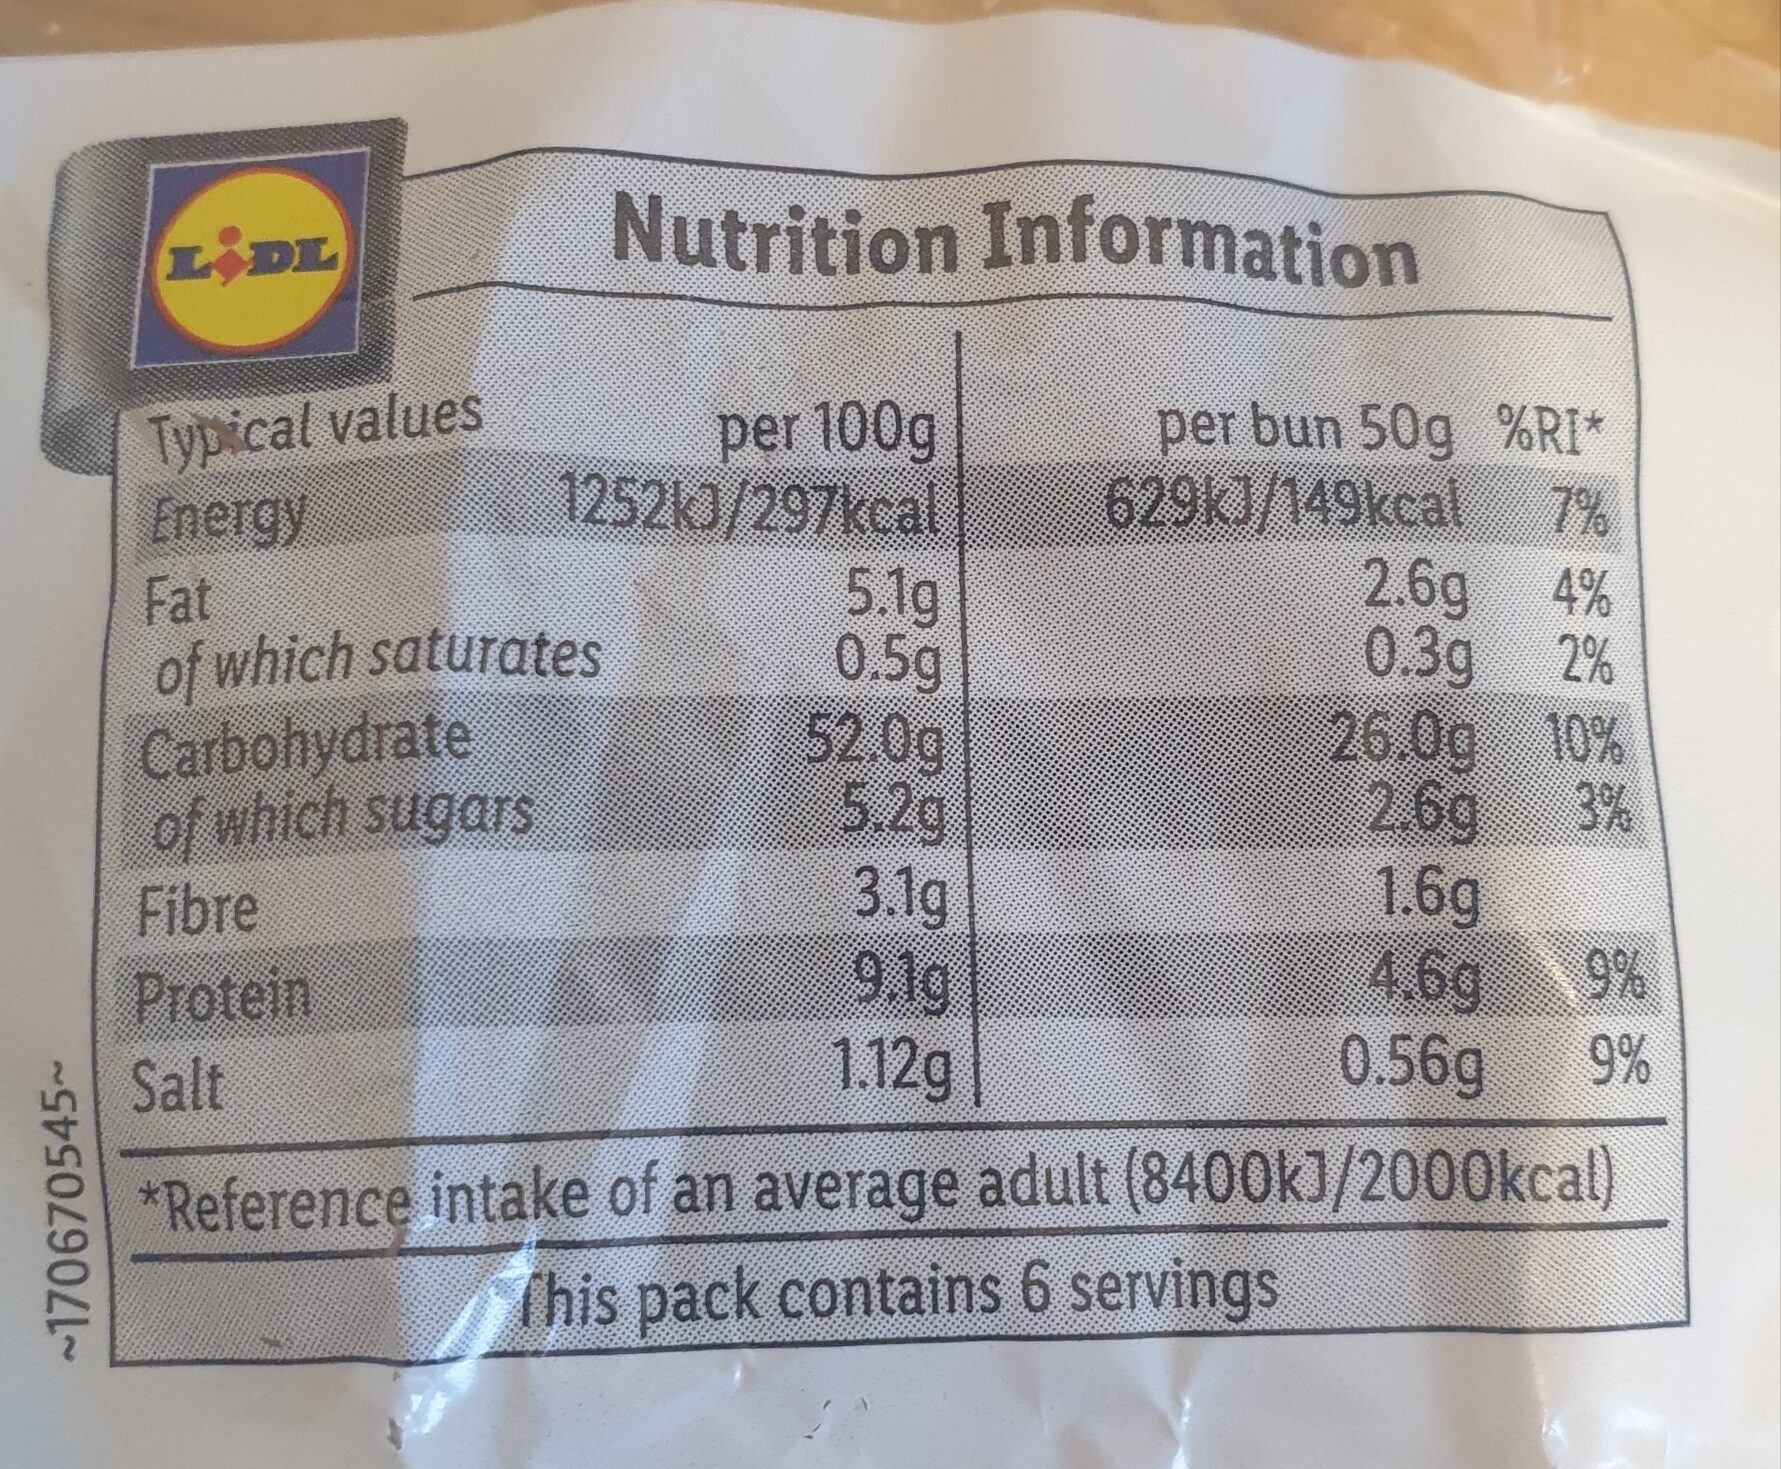 LIDL
Nutrition Information
Typical values per 100g per bun 50g %RI*
Energy 1252kJ/297kcal 629kJ/149kcal 7%
Fat 5.1g 2.6g 4%
of which saturates 0.5g 0.3g 2%
Carbohydrate 52.0g 26.0g 10%
of which sugars 5.2g 2.6g 3%
Fibre 3.1g 1.6g
Protein 9.1g 4.6g 9%
Salt 1.12g 0.56g 9%
*Reference intake of an average adult (8400kJ/2000kcal)
This pack contains 6 servings
~170670545~